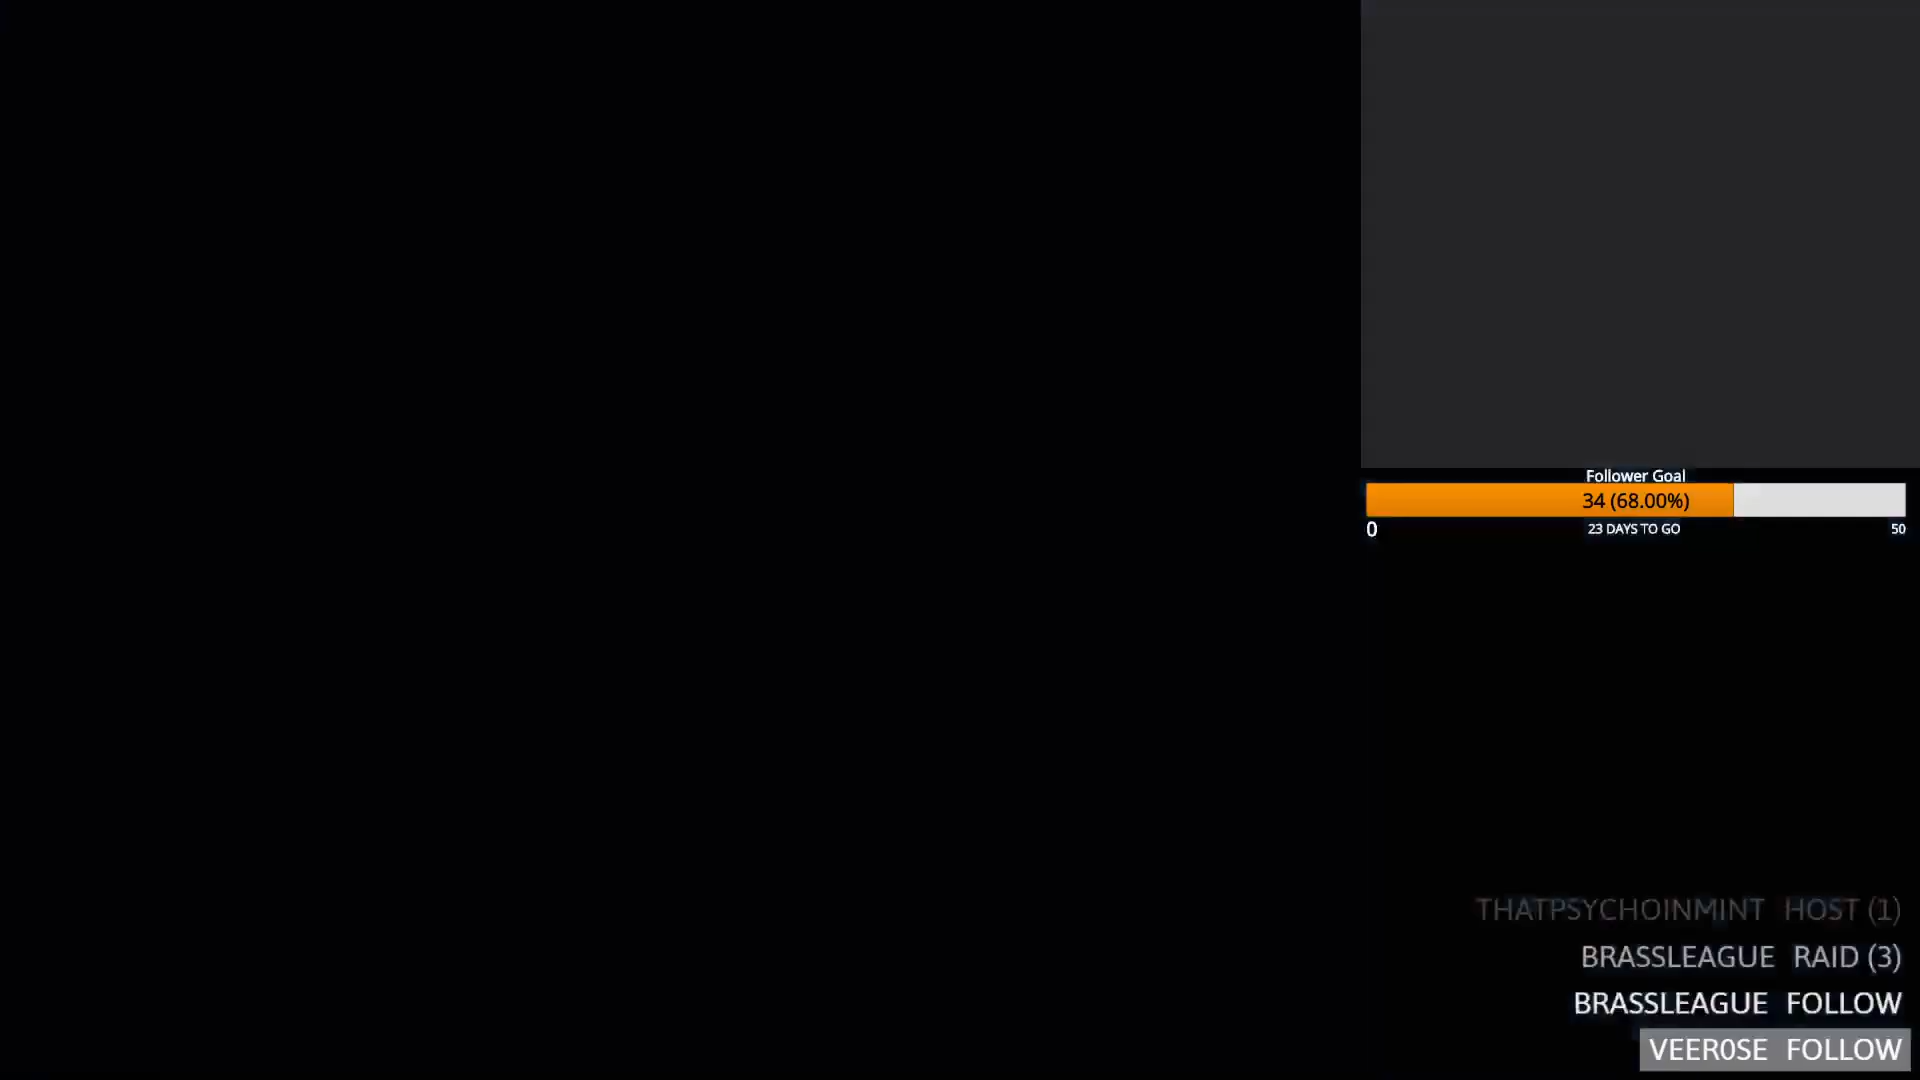 Follower Goal
34 (68.00%)
0 23 DAYS TO GO 50
THATPSYCHOINMINT HOST (1)
BRASSLEAGUE RAID (3)
BRASSLEAGUE FOLLOW
VEER0SE FOLLOW